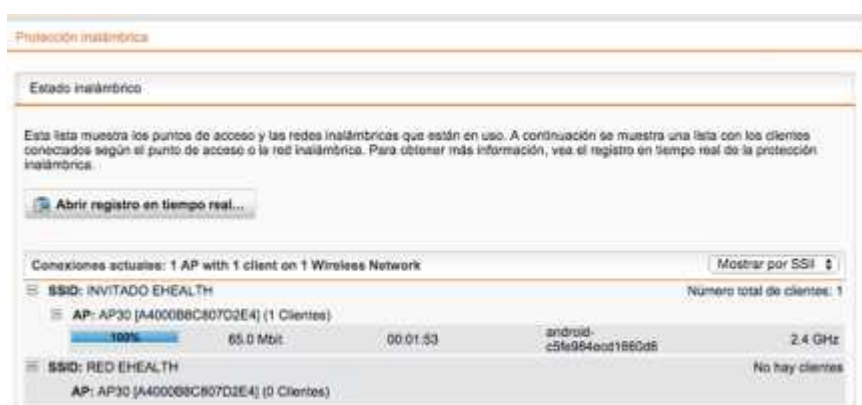 Protección inalámbrica
Estado inalámbrico
Esta lista muestra los puntos de acceso y las redes inalámbricas que están en uso. A continuación se muestra una lista con los clientes
conectados según el punto de acceso o la red inalámbrica. Para obtener más información, vea el registro en tiempo real de la protección
inalámbrica.
Abrir registro en tiempo real...
Conexiones actuales: 1 AP with 1 client on 1 Wireless Network Mostrar por SSII
SSID: INVITADO EHEALTH Número total de clientes: 1
AP: AP30 [A4000B8C807D2E4] (1 Clientes)
100% 65.0 Mbit 00:01:53 android- 2.4 GHz
SSID: RED EHEALTH No hay clientes
AP: AP30 [A4000B8C807D2E4] (0 Clientes)